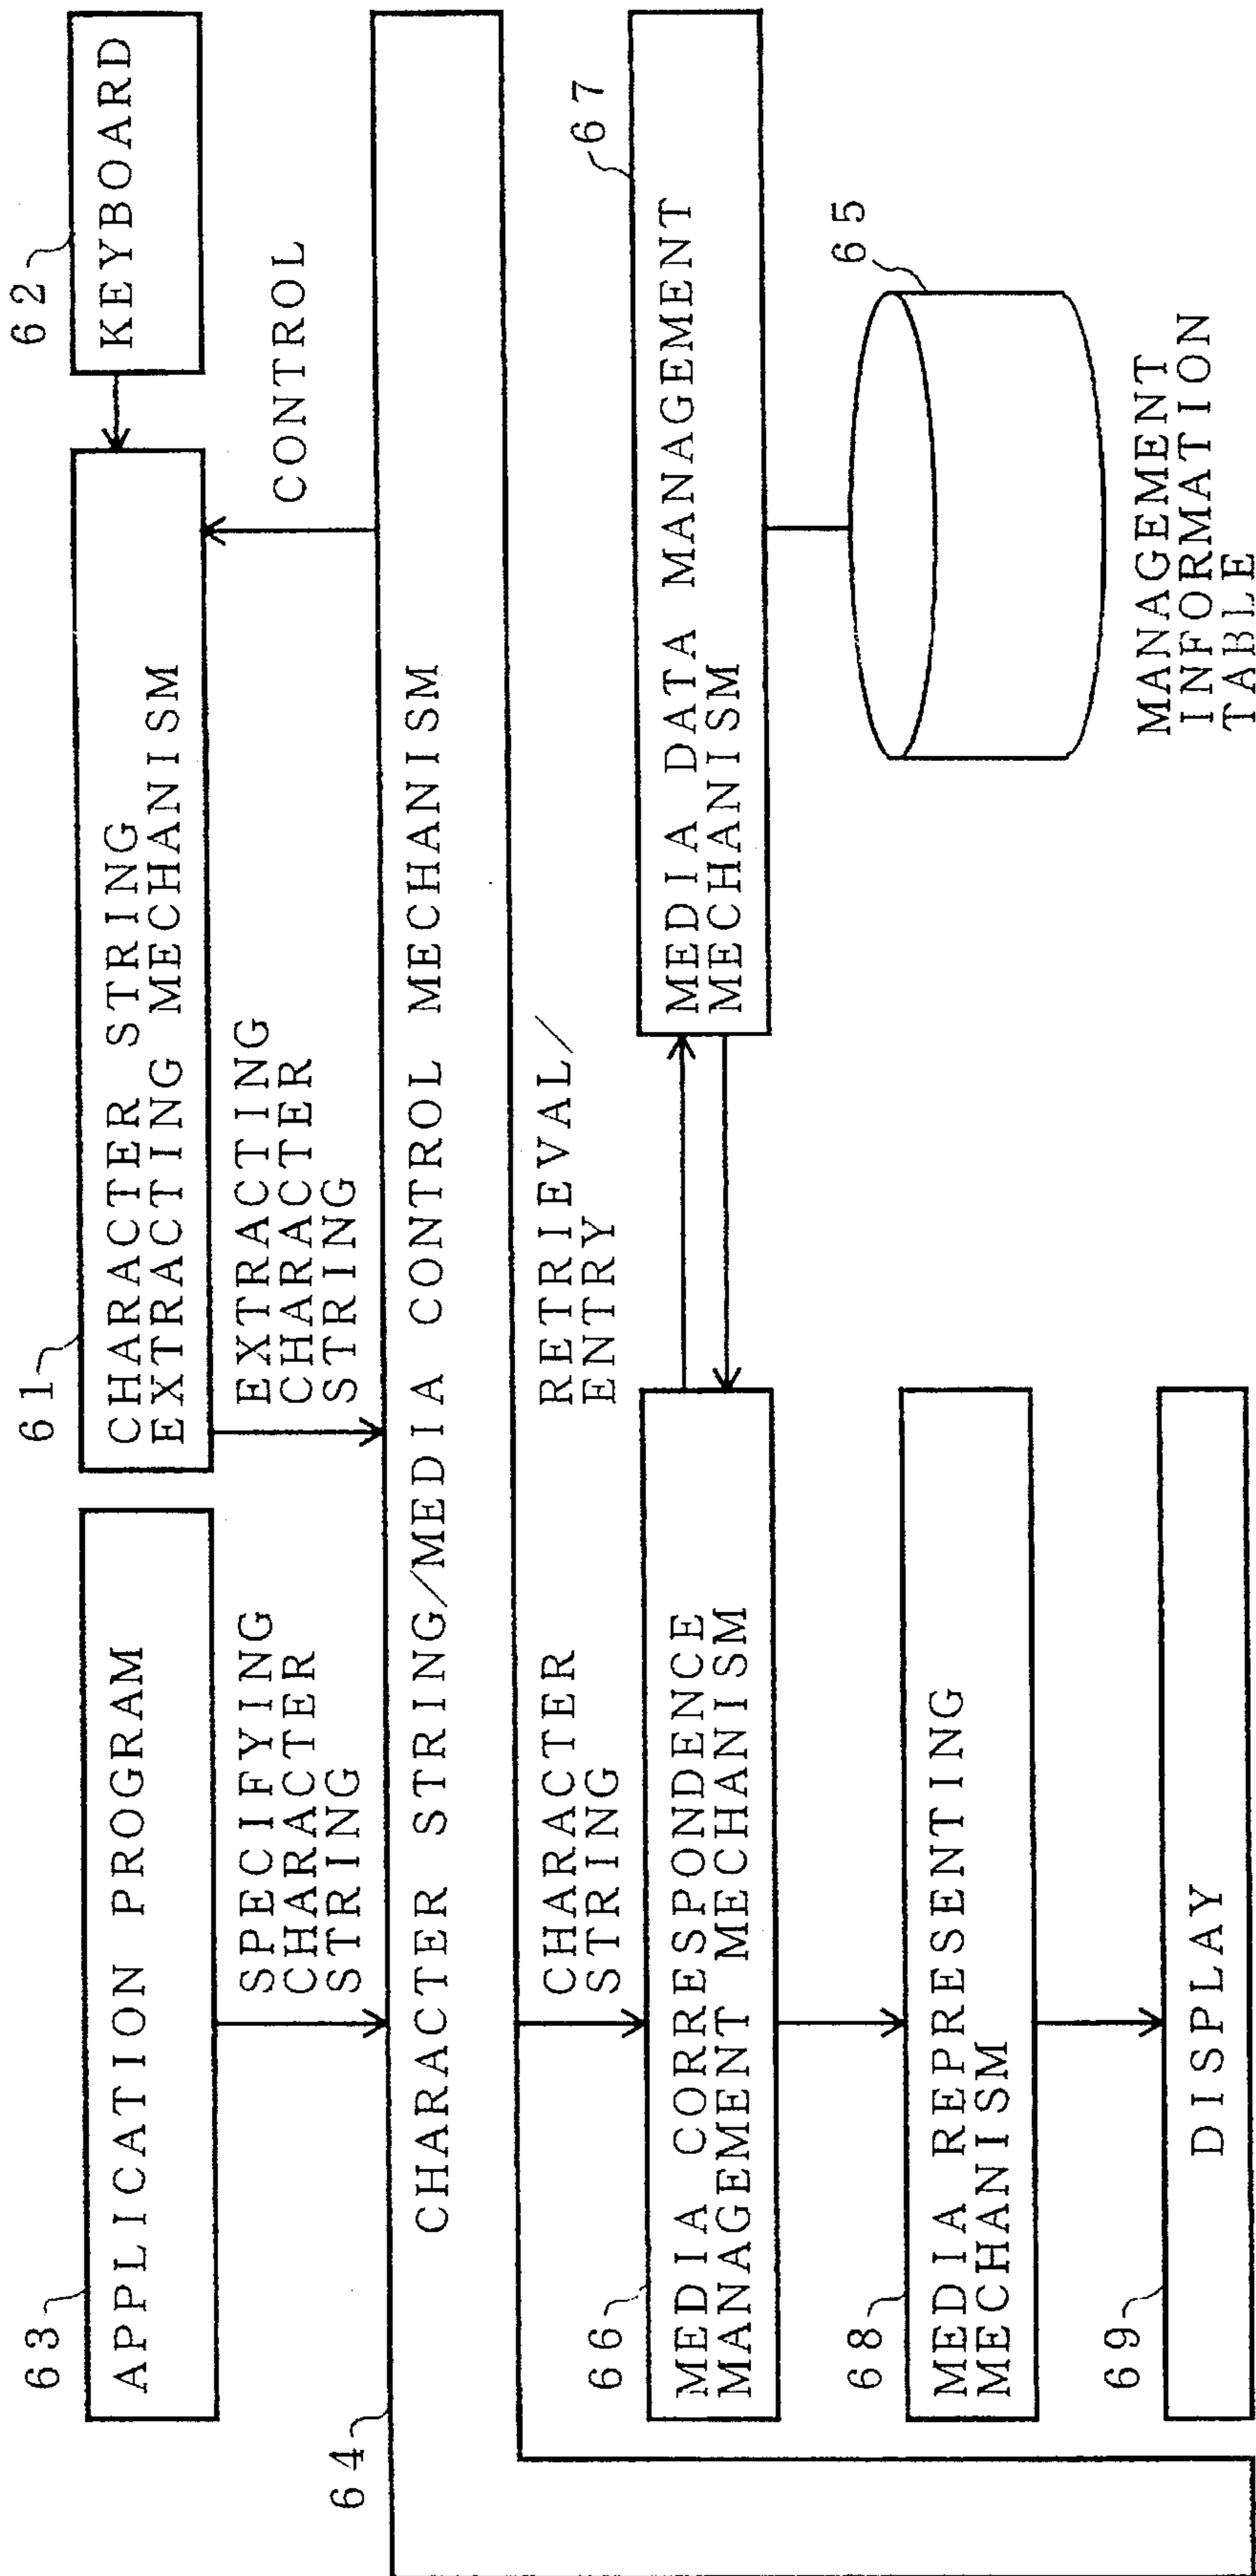 63
APPLICATION PROGRAM
61
CHARACTER STRING
EXTRACTING MECHANISM
62
KEYBOARD
SPECIFYING
CHARACTER
STRING
EXTRACTING
CHARACTER
STRING
CONTROL
64
CHARACTER STRING/MEDIA CONTROL MECHANISM
CHARACTER
STRING
RETRIEVAL/
ENTRY
66
MEDIA CORRESPONDENCE
MANAGEMENT MECHANISM
67
MEDIA DATA MANAGEMENT
MECHANISM
68
MEDIA REPRESENTING
MECHANISM
65
MANAGEMENT
INFORMATION
TABLE
69
DISPLAY